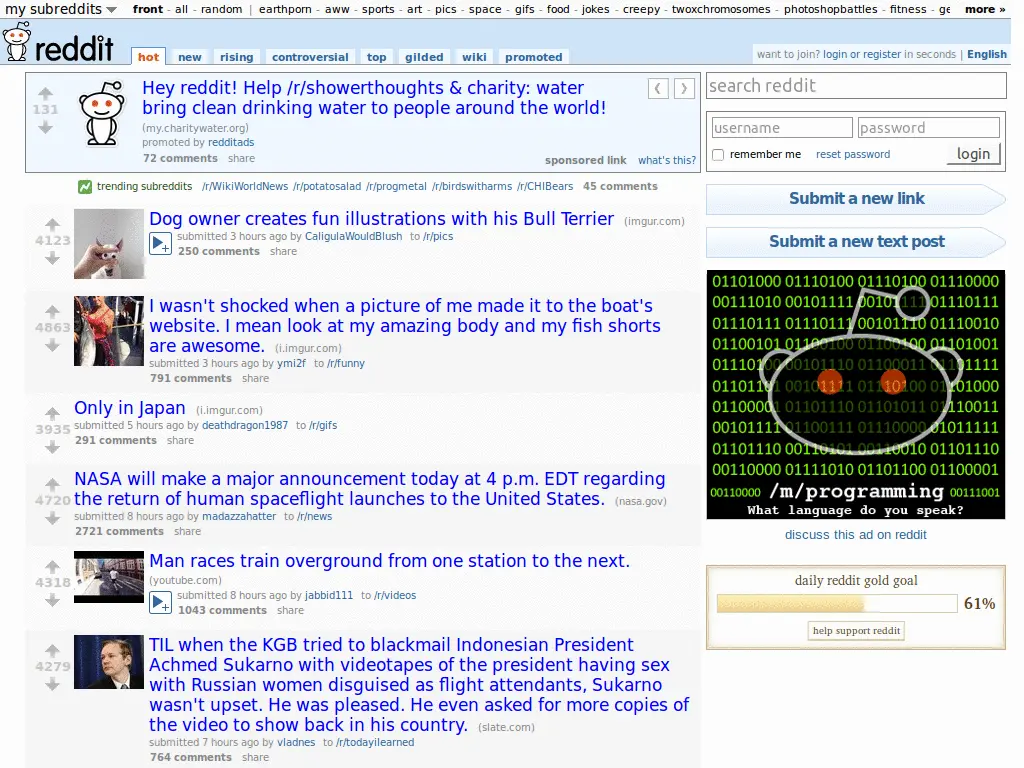 my subreddits front - all - random | earthporn - aww - sports - art - pics - space - gifs - food - jokes - creepy - twoxchromosomes - photoshopbattles - fitness - ge more »
reddit hot new rising controversial top gilded wiki promoted
want to join? login or register in seconds | English
131
Hey reddit! Help /r/showerthoughts & charity: water
bring clean drinking water to people around the world!
(my.charitywater.org)
promoted by redditads
72 comments share
sponsored link what's this?
trending subreddits /r/WikiWorldNews /r/potatosalad /r/progmetal /r/birdswitharms /r/CHIBears 45 comments
4123
Dog owner creates fun illustrations with his Bull Terrier (imgur.com)
submitted 3 hours ago by CaligulaWouldBlush to /r/pics
250 comments share
4863
I wasn't shocked when a picture of me made it to the boat's
website. I mean look at my amazing body and my fish shorts
are awesome. (i.imgur.com)
submitted 3 hours ago by ymi2f to /r/funny
791 comments share
3935
Only in Japan (i.imgur.com)
submitted 5 hours ago by deathdragon1987 to /r/gifs
291 comments share
4720
NASA will make a major announcement today at 4 p.m. EDT regarding
the return of human spaceflight launches to the United States. (nasa.gov)
submitted 8 hours ago by madazzahatter to /r/news
2721 comments share
4318
Man races train overground from one station to the next.
(youtube.com)
submitted 8 hours ago by jabbid111 to /r/videos
1043 comments share
4279
TIL when the KGB tried to blackmail Indonesian President
Achmed Sukarno with videotapes of the president having sex
with Russian women disguised as flight attendants, Sukarno
wasn't upset. He was pleased. He even asked for more copies of
the video to show back in his country. (slate.com)
submitted 7 hours ago by vladnes to /r/todayilearned
764 comments share
search reddit
username password
remember me reset password login
Submit a new link
Submit a new text post
01101000 01110100 01110100 01110000
00111010 00101111 01110111
01110111 01110111 00101110 01110010
01100101 01101001
01110011
01101110 01110101 01100010 01101110
00110000 01111010 01101100 01100001
00110000 /m/programming 00111001
What language do you speak?
discuss this ad on reddit
daily reddit gold goal
61%
help support reddit